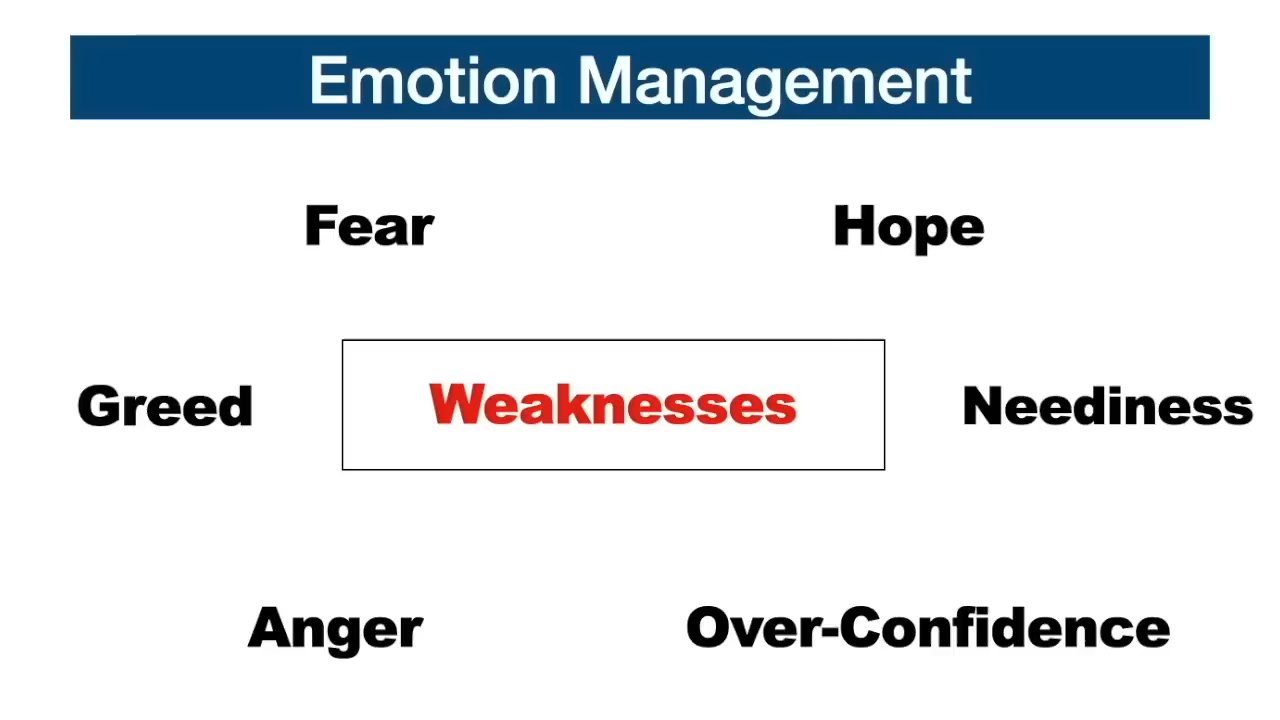 Emotion Management
Fear
Hope
Greed
Weaknesses
Neediness
Anger
Over-Confidence